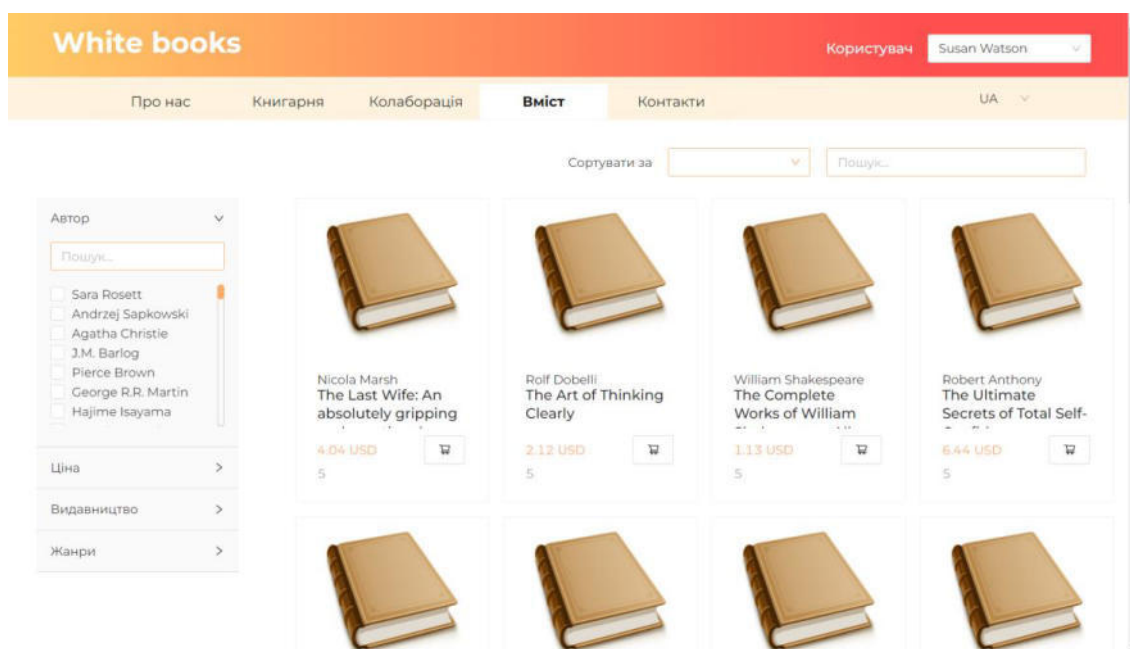 White books
Користувач
Susan Watson
Про нас
Книгарня
Колаборація
Вміст
Контакти
UA
Сортувати за
Пошук...
Автор
Пошук...
Sara Rosett
Andrzej Sapkowski
Agatha Christie
J.M. Barlog
Pierce Brown
George R.R. Martin
Hajime Isayama
Ціна
Видавництво
Жанри
Nicola Marsh
The Last Wife: An
absolutely gripping
4.04 USD
5
Rolf Dobelli
The Art of Thinking
Clearly
2.12 USD
5
William Shakespeare
The Complete
Works of William
1.13 USD
5
Robert Anthony
The Ultimate
Secrets of Total Self-
6.44 USD
5